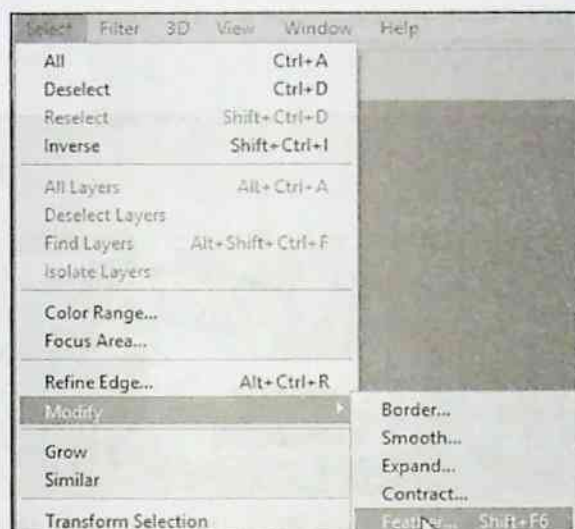 Select Filter 3D View Window Help
All Ctrl+A
Deselect Ctrl+D
Reselect Shift+Ctrl+D
Inverse Shift+Ctrl+I
All Layers Alt+Ctrl+A
Deselect Layers
Find Layers Alt+Shift+Ctrl+F
Isolate Layers
Color Range...
Focus Area...
Refine Edge... Alt+Ctrl+R
Modify
Border...
Smooth...
Expand...
Contract...
Feather... Shift+F6
Grow
Similar
Transform Selection